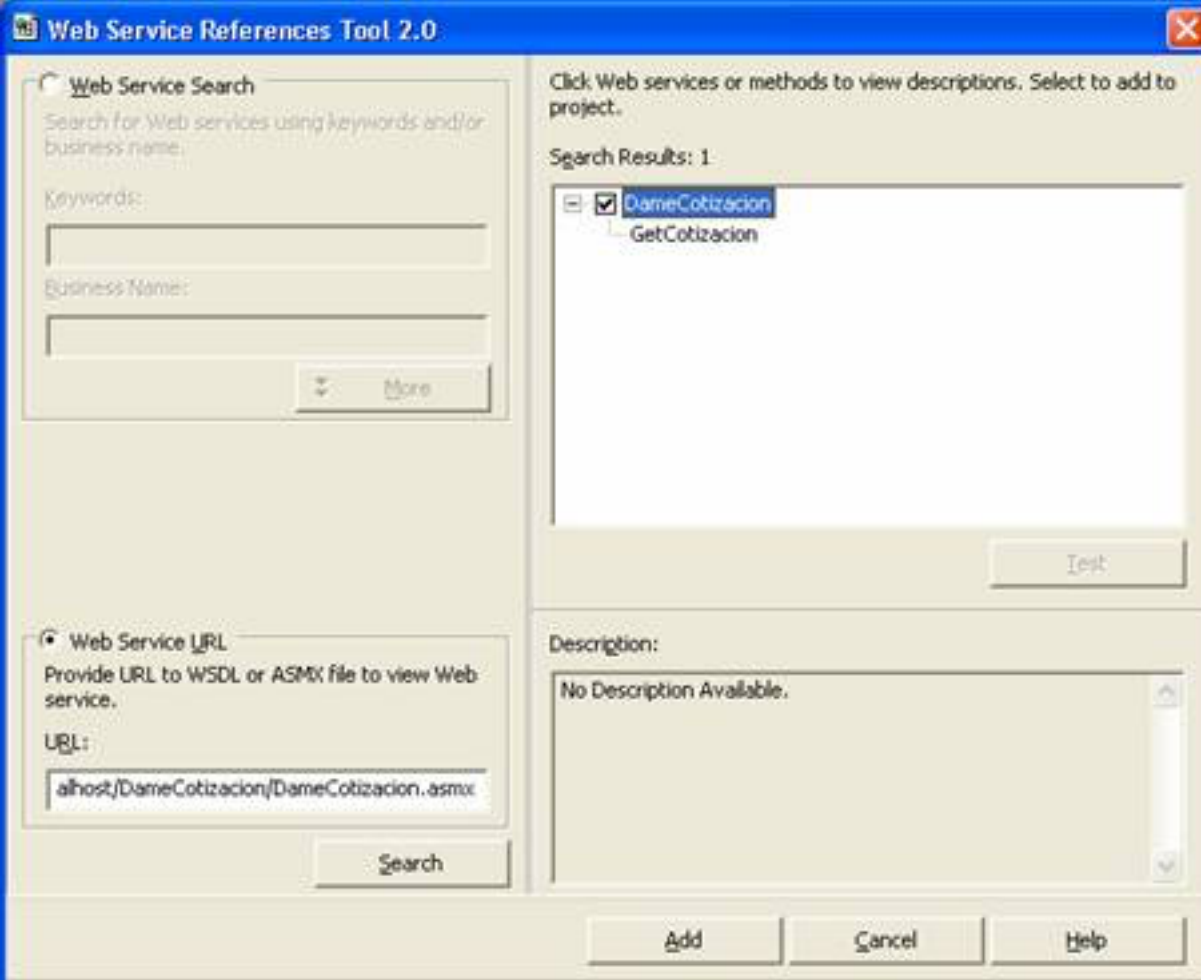 Web Service References Tool 2.0
Web Service Search
Search for Web services using keywords and/or
business name.
Keywords:
Business Name:
More
Web Service URL
Provide URL to WSDL or ASMX file to view Web
service.
URL:
alhost/DameCotizacion/DameCotizacion.asmx
Search
Click Web services or methods to view descriptions. Select to add to
project.
Search Results: 1
DameCotizacion
GetCotizacion
Test
Description:
No Description Available.
Add
Cancel
Help